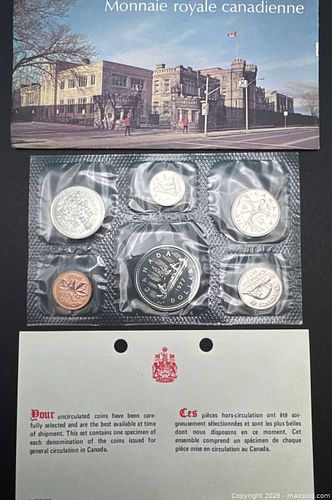 Monnaie royale canadienne
CANADA
1977
DOLLAR
Your uncirculated coins have been care-
fully selected and are the best available at
time of shipment. This set contains one specimen of
each denomination of the coins issued for
general circulation in Canada.
Ces pièces hors-circulation ont été soi-
gneusement sélectionnées et sont les plus belles
dont nous disposons en ce moment. Cet
ensemble comprend un spécimen de chaque
pièce mise en circulation au Canada.
Copyright 2026 - maxsold.com